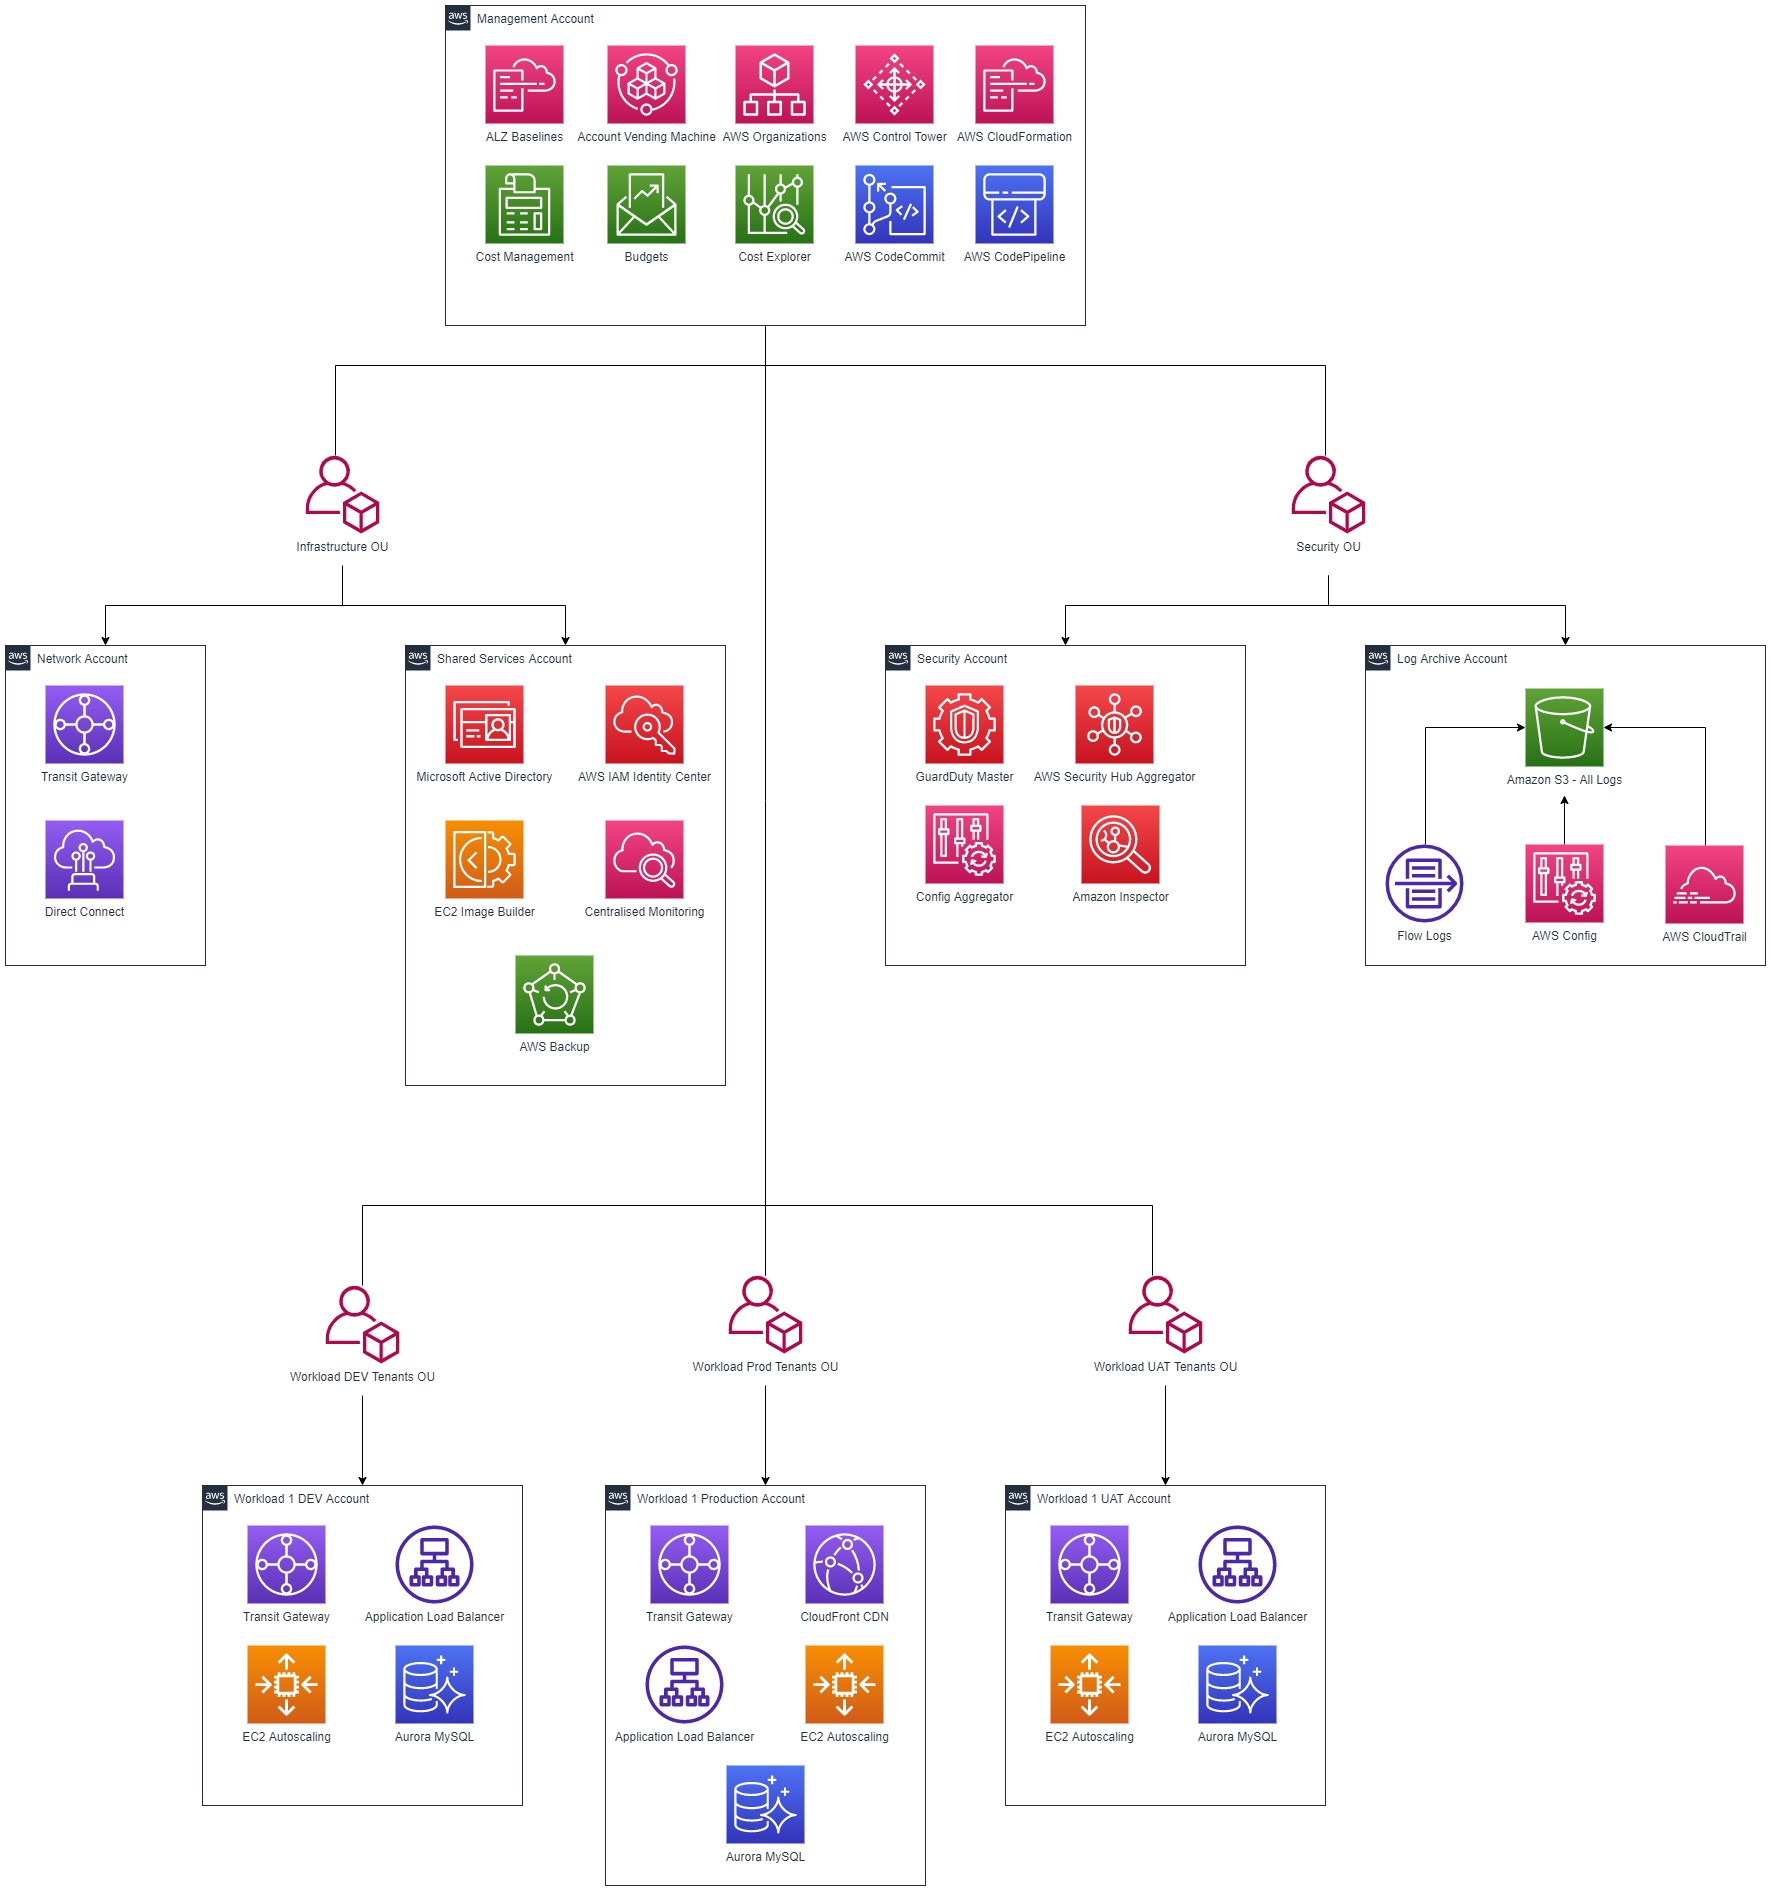 aws Management Account
ALZ Baselines
Account Vending Machine
AWS Organizations
AWS Control Tower
AWS CloudFormation
Cost Management
Budgets
Cost Explorer
AWS CodeCommit
AWS CodePipeline
Infrastructure OU
Security OU
aws Network Account
Transit Gateway
Direct Connect
aws Shared Services Account
Microsoft Active Directory
AWS IAM Identity Center
EC2 Image Builder
Centralised Monitoring
AWS Backup
aws Security Account
GuardDuty Master
AWS Security Hub Aggregator
Config Aggregator
Amazon Inspector
aws Log Archive Account
Amazon S3 - All Logs
Flow Logs
AWS Config
AWS CloudTrail
Workload DEV Tenants OU
Workload Prod Tenants OU
Workload UAT Tenants OU
aws Workload 1 DEV Account
Transit Gateway
Application Load Balancer
EC2 Autoscaling
Aurora MySQL
aws Workload 1 Production Account
Transit Gateway
CloudFront CDN
Application Load Balancer
EC2 Autoscaling
Aurora MySQL
aws Workload 1 UAT Account
Transit Gateway
Application Load Balancer
EC2 Autoscaling
Aurora MySQL